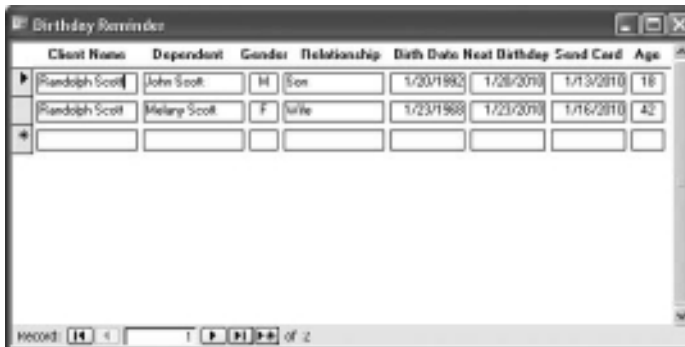 Birthday Reminder
Client Name Dependent Gender Relationship Birth Date Next Birthday Send Card Age
Randolph Scott John Scott M Son 1/20/1992 1/20/2010 1/13/2010 18
Randolph Scott Melany Scott F Wife 1/23/1968 1/23/2010 1/16/2010 42
Record: 1 of 2